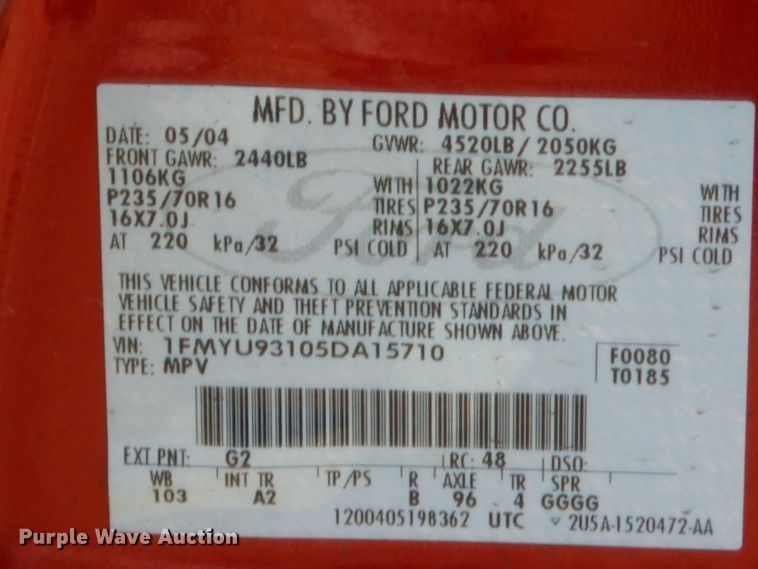 MFD. BY FORD MOTOR CO.
DATE: 05/04 GVWR: 4520LB/ 2050KG
FRONT GAWR: 2440LB REAR GAWR: 2255LB
1106KG WITH 1022KG WITH
P235/70R16 TIRES P235/70R16 TIRES
16X7.0J RIMS 16X7.0J RIMS
AT 220 kPa/32 PSI COLD AT 220 kPa/32 PSI COLD
Ford
THIS VEHICLE CONFORMS TO ALL APPLICABLE FEDERAL MOTOR
VEHICLE SAFETY AND THEFT PREVENTION STANDARDS IN
EFFECT ON THE DATE OF MANUFACTURE SHOWN ABOVE.
VIN: 1FMYU93105DA15710 F0080
TYPE: MPV T0185
EXT PNT: G2 RC: 48 DSO:
WB INT TR TP/PS R AXLE TR SPR
103 A2 B 96 4 GGGG
1200405198362 UTC 2U5A-1520472-AA
Purple Wave Auction